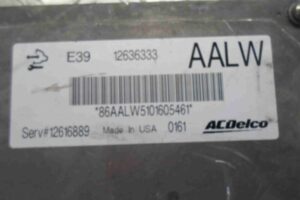 E39 12636333 AALW
*86AALW5101605461*
Serv#12616889 Made In USA 0161 ACDelco